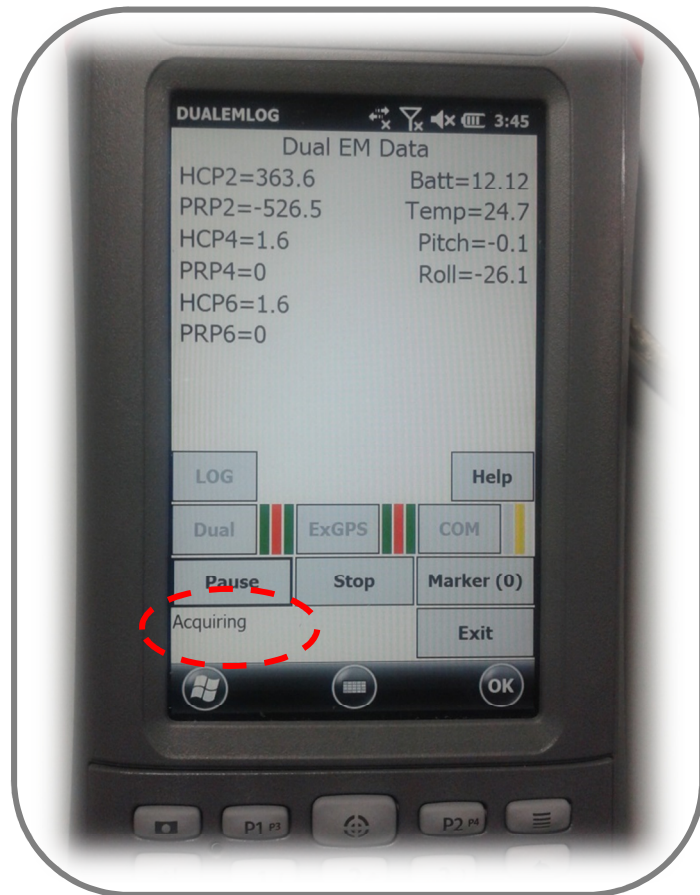 DUALEMLOG 3:45
Dual EM Data
HCP2=363.6 Batt=12.12
PRP2=-526.5 Temp=24.7
HCP4=1.6 Pitch=-0.1
PRP4=0 Roll=-26.1
HCP6=1.6
PRP6=0
LOG Help
Dual ExGPS COM
Pause Stop Marker (0)
Acquiring Exit
OK
P1 P3 P2 P4